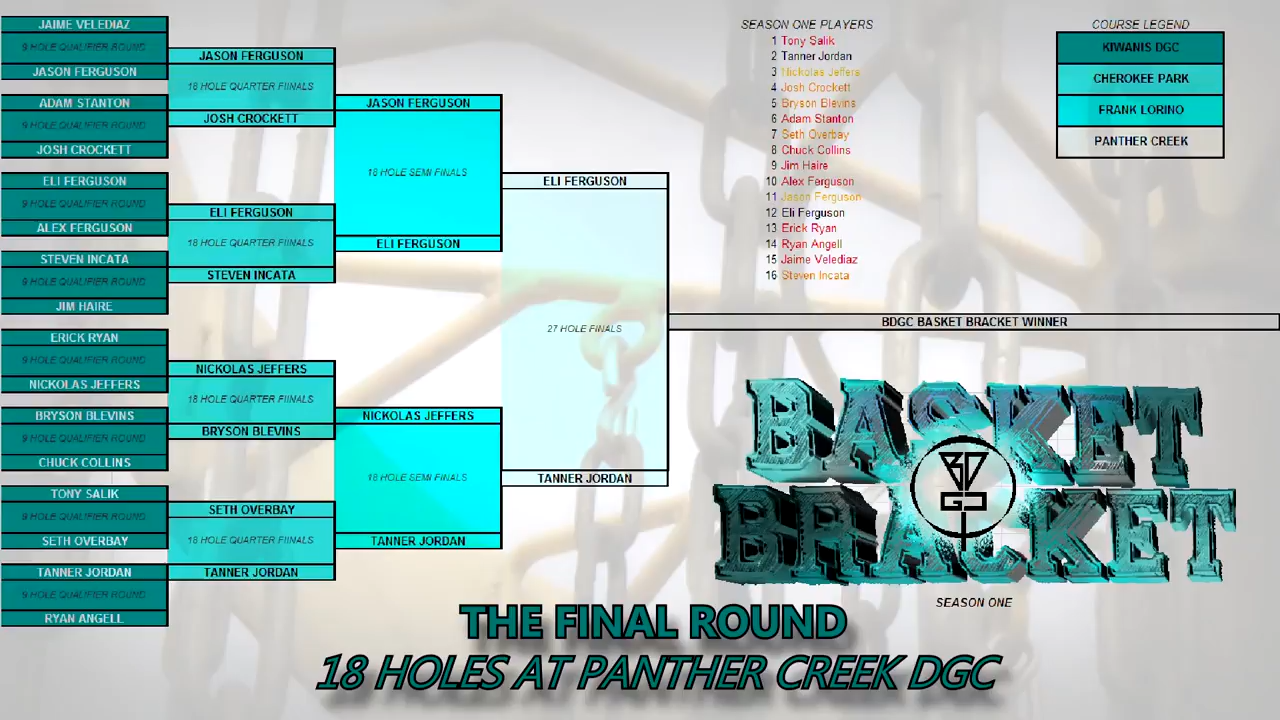 JAIME VELEDIAZ
9 HOLE QUALIFIER ROUND
JASON FERGUSON
ADAM STANTON
9 HOLE QUALIFIER ROUND
JOSH CROCKETT
ELI FERGUSON
9 HOLE QUALIFIER ROUND
ALEX FERGUSON
STEVEN INCATA
9 HOLE QUALIFIER ROUND
JIM HAIRE
ERICK RYAN
9 HOLE QUALIFIER ROUND
NICKOLAS JEFFERS
BRYSON BLEVINS
9 HOLE QUALIFIER ROUND
CHUCK COLLINS
TONY SALIK
9 HOLE QUALIFIER ROUND
SETH OVERBAY
TANNER JORDAN
9 HOLE QUALIFIER ROUND
RYAN ANGELL
JASON FERGUSON
18 HOLE QUARTER FIINALS
JOSH CROCKETT
ELI FERGUSON
18 HOLE QUARTER FIINALS
STEVEN INCATA
NICKOLAS JEFFERS
18 HOLE QUARTER FIINALS
BRYSON BLEVINS
SETH OVERBAY
18 HOLE QUARTER FIINALS
TANNER JORDAN
JASON FERGUSON
18 HOLE SEMI FINALS
ELI FERGUSON
NICKOLAS JEFFERS
18 HOLE SEMI FINALS
TANNER JORDAN
ELI FERGUSON
27 HOLE FINALS
TANNER JORDAN
BDGC BASKET BRACKET WINNER
SEASON ONE PLAYERS
1 Tony Salik
2 Tanner Jordan
3 Nickolas Jeffers
4 Josh Crockett
5 Bryson Blevins
6 Adam Stanton
7 Seth Overbay
8 Chuck Collins
9 Jim Haire
10 Alex Ferguson
11 Jason Ferguson
12 Eli Ferguson
13 Erick Ryan
14 Ryan Angell
15 Jaime Velediaz
16 Steven Incata
COURSE LEGEND
KIWANIS DGC
CHEROKEE PARK
FRANK LORINO
PANTHER CREEK
BASKET
BDGC
BRACKET
SEASON ONE
THE FINAL ROUND
18 HOLES AT PANTHER CREEK DGC